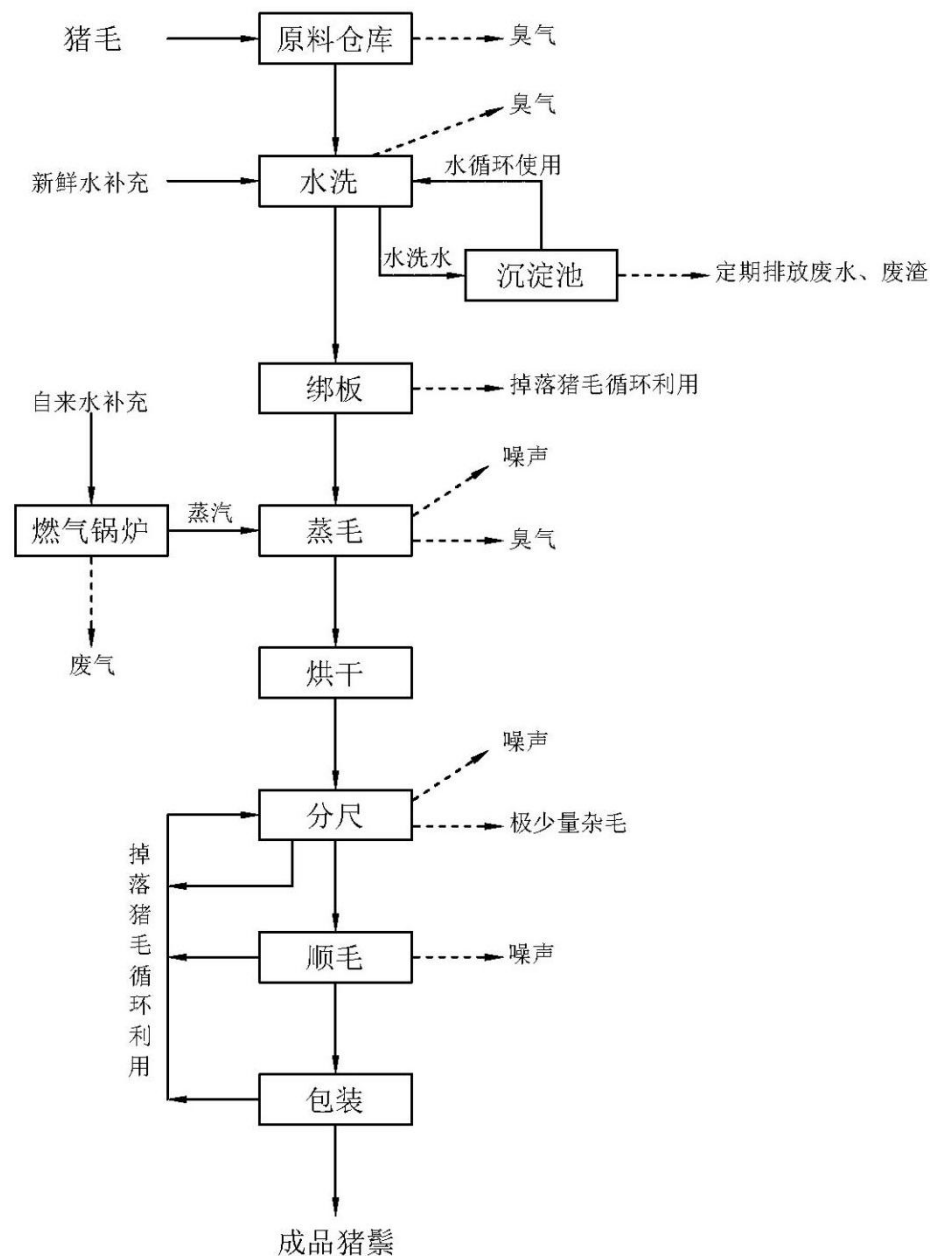 猪毛
原料仓库
臭气
臭气
新鲜水补充
水洗
水循环使用
水洗水
沉淀池
定期排放废水、废渣
绑板
掉落猪毛循环利用
自来水补充
噪声
燃气锅炉
蒸汽
蒸毛
臭气
废气
烘干
噪声
分尺
极少量杂毛
掉落猪毛循环利用
顺毛
噪声
包装
成品猪鬃